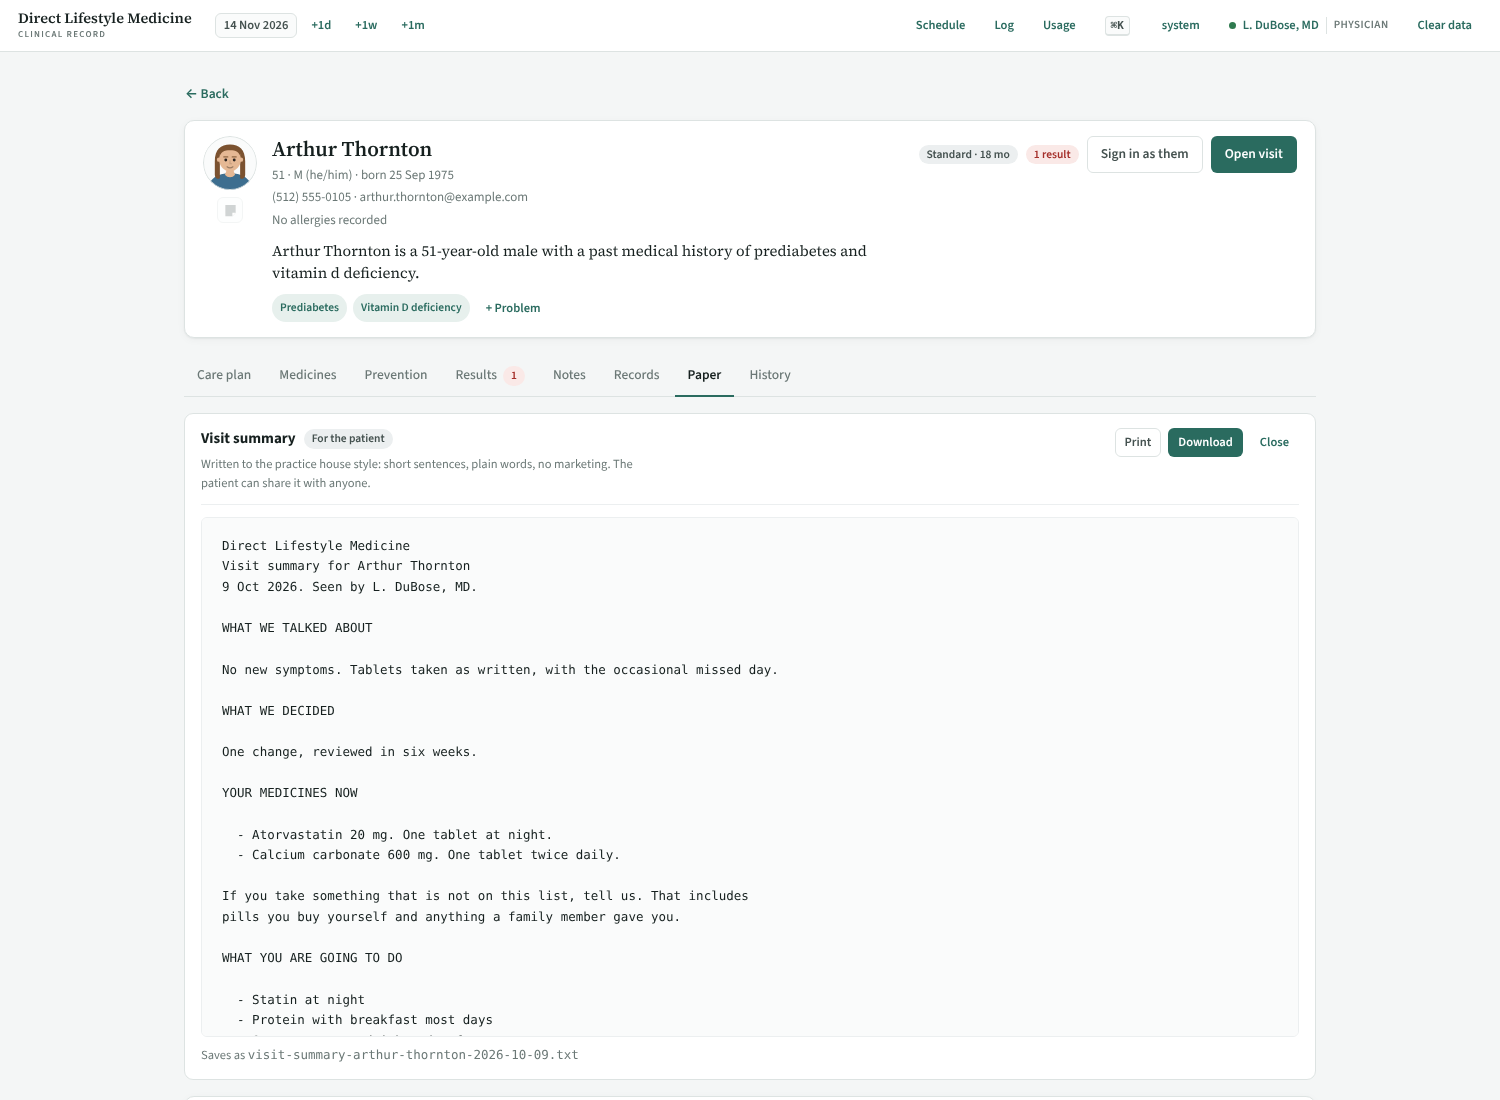 Direct Lifestyle Medicine
CLINICAL RECORD
14 Nov 2026
+1d
+1w
+1m
Schedule
Log
Usage
⌘K
system
L. DuBose, MD
PHYSICIAN
Clear data
← Back
Arthur Thornton
51 · M (he/him) · born 25 Sep 1975
(512) 555-0105 · arthur.thornton@example.com
No allergies recorded
Standard · 18 mo
1 result
Sign in as them
Open visit
Arthur Thornton is a 51-year-old male with a past medical history of prediabetes and
vitamin d deficiency.
Prediabetes
Vitamin D deficiency
+ Problem
Care plan
Medicines
Prevention
Results 1
Notes
Records
Paper
History
Visit summary
For the patient
Print
Download
Close
Written to the practice house style: short sentences, plain words, no marketing. The
patient can share it with anyone.
Direct Lifestyle Medicine
Visit summary for Arthur Thornton
9 Oct 2026. Seen by L. DuBose, MD.
WHAT WE TALKED ABOUT
No new symptoms. Tablets taken as written, with the occasional missed day.
WHAT WE DECIDED
One change, reviewed in six weeks.
YOUR MEDICINES NOW
- Atorvastatin 20 mg. One tablet at night.
- Calcium carbonate 600 mg. One tablet twice daily.
If you take something that is not on this list, tell us. That includes
pills you buy yourself and anything a family member gave you.
WHAT YOU ARE GOING TO DO
- Statin at night
- Protein with breakfast most days
Saves as visit-summary-arthur-thornton-2026-10-09.txt